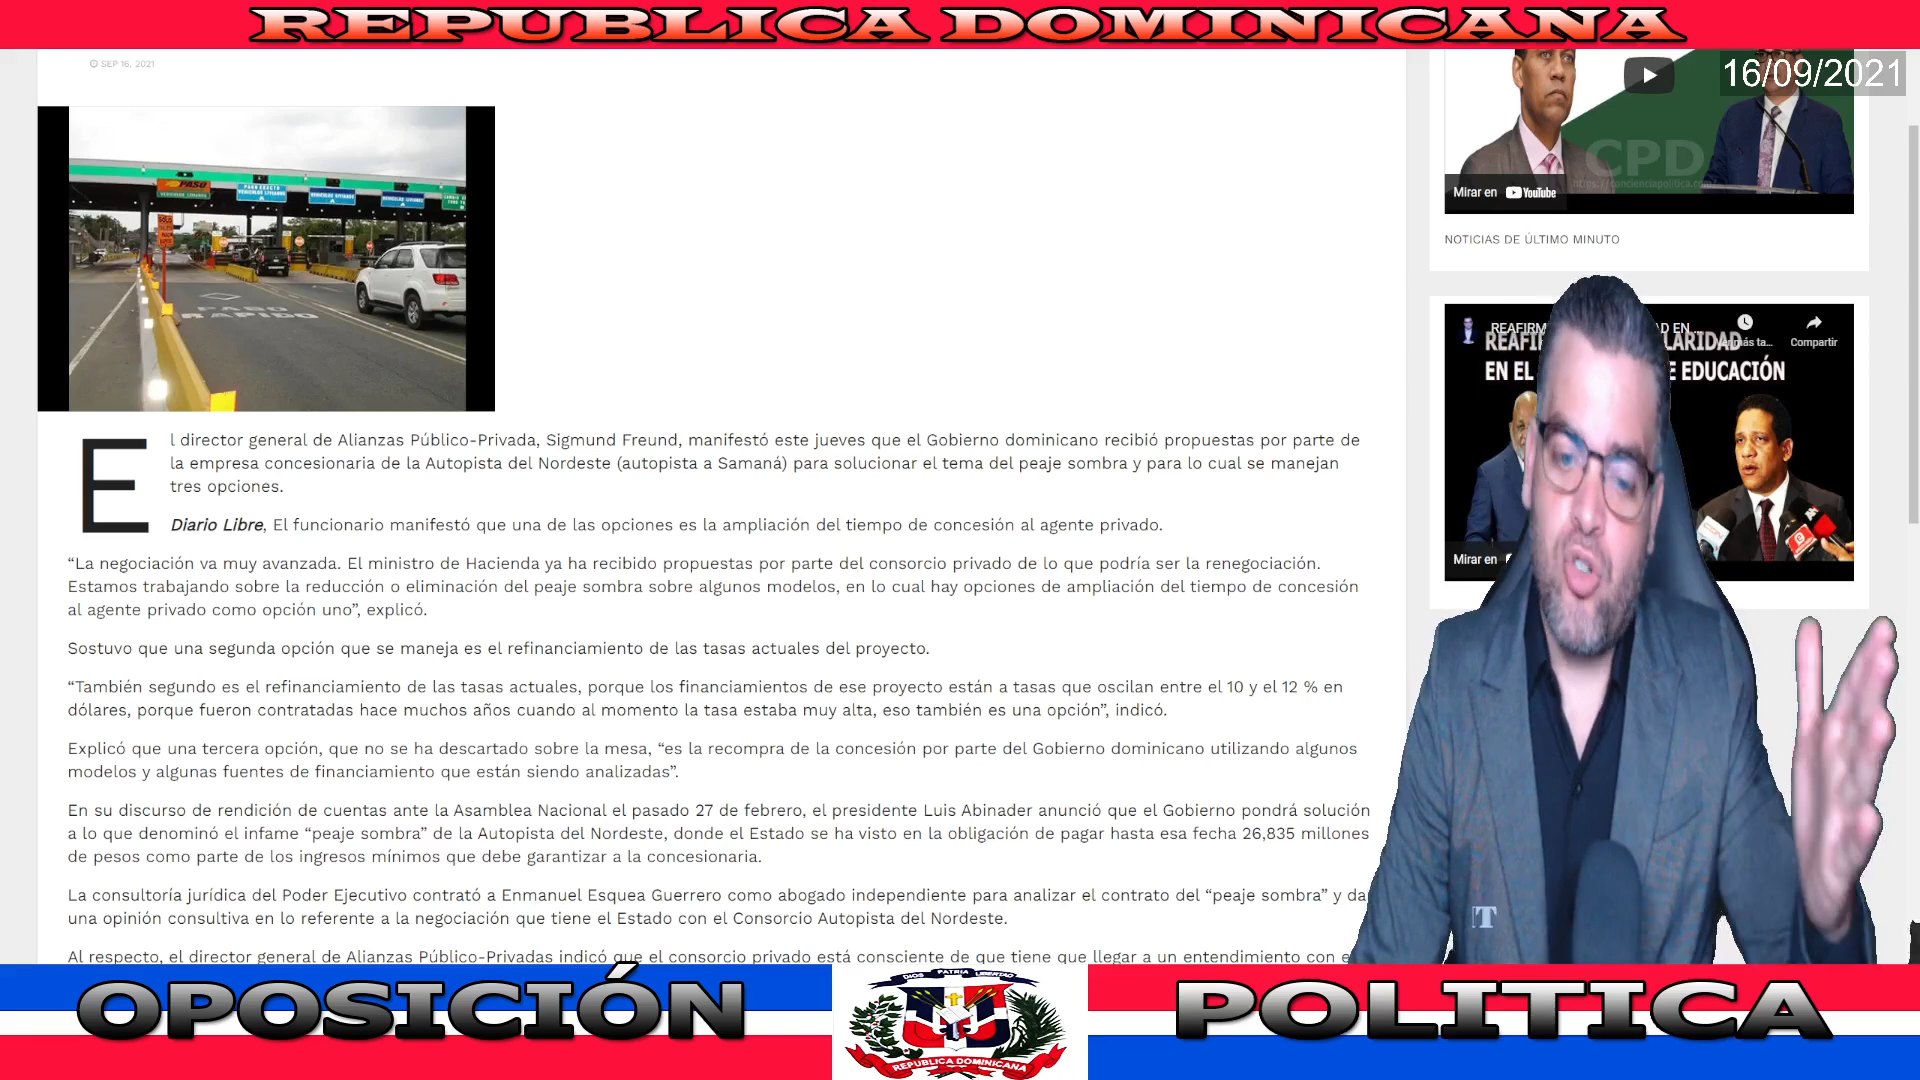 REPUBLICA DOMINICANA
SEP 16, 2021
16/09/2021
PASO
PASO EXACTO
VEHICULOS LIVIANOS
VEHICULOS LIVIANOS
VEHICULOS LIVIANOS
SOLO
PASO
RAPIDO
CPD
Mirar en YouTube
NOTICIAS DE ÚLTIMO MINUTO
REAFIRM
AD EN ...
REAFI
LARIDAD
más ta...
Compartir
EN EL
E EDUCACIÓN
Mirar en
El director general de Alianzas Público-Privada, Sigmund Freund, manifestó este jueves que el Gobierno dominicano recibió propuestas por parte de
la empresa concesionaria de la Autopista del Nordeste (autopista a Samaná) para solucionar el tema del peaje sombra y para lo cual se manejan
tres opciones.
Diario Libre, El funcionario manifestó que una de las opciones es la ampliación del tiempo de concesión al agente privado.
“La negociación va muy avanzada. El ministro de Hacienda ya ha recibido propuestas por parte del consorcio privado de lo que podría ser la renegociación.
Estamos trabajando sobre la reducción o eliminación del peaje sombra sobre algunos modelos, en lo cual hay opciones de ampliación del tiempo de concesión
al agente privado como opción uno”, explicó.
Sostuvo que una segunda opción que se maneja es el refinanciamiento de las tasas actuales del proyecto.
“También segundo es el refinanciamiento de las tasas actuales, porque los financiamientos de ese proyecto están a tasas que oscilan entre el 10 y el 12 % en
dólares, porque fueron contratadas hace muchos años cuando al momento la tasa estaba muy alta, eso también es una opción”, indicó.
Explicó que una tercera opción, que no se ha descartado sobre la mesa, “es la recompra de la concesión por parte del Gobierno dominicano utilizando algunos
modelos y algunas fuentes de financiamiento que están siendo analizadas”.
En su discurso de rendición de cuentas ante la Asamblea Nacional el pasado 27 de febrero, el presidente Luis Abinader anunció que el Gobierno pondrá solución
a lo que denominó el infame “peaje sombra” de la Autopista del Nordeste, donde el Estado se ha visto en la obligación de pagar hasta esa fecha 26,835 millones
de pesos como parte de los ingresos mínimos que debe garantizar a la concesionaria.
La consultoría jurídica del Poder Ejecutivo contrató a Enmanuel Esquea Guerrero como abogado independiente para analizar el contrato del “peaje sombra” y da
una opinión consultiva en lo referente a la negociación que tiene el Estado con el Consorcio Autopista del Nordeste.
Al respecto, el director general de Alianzas Público-Privadas indicó que el consorcio privado está consciente de que tiene que llegar a un entendimiento con e
OPOSICIÓN
DIOS PATRIA LIBERTAD
REPUBLICA DOMINICANA
POLITICA